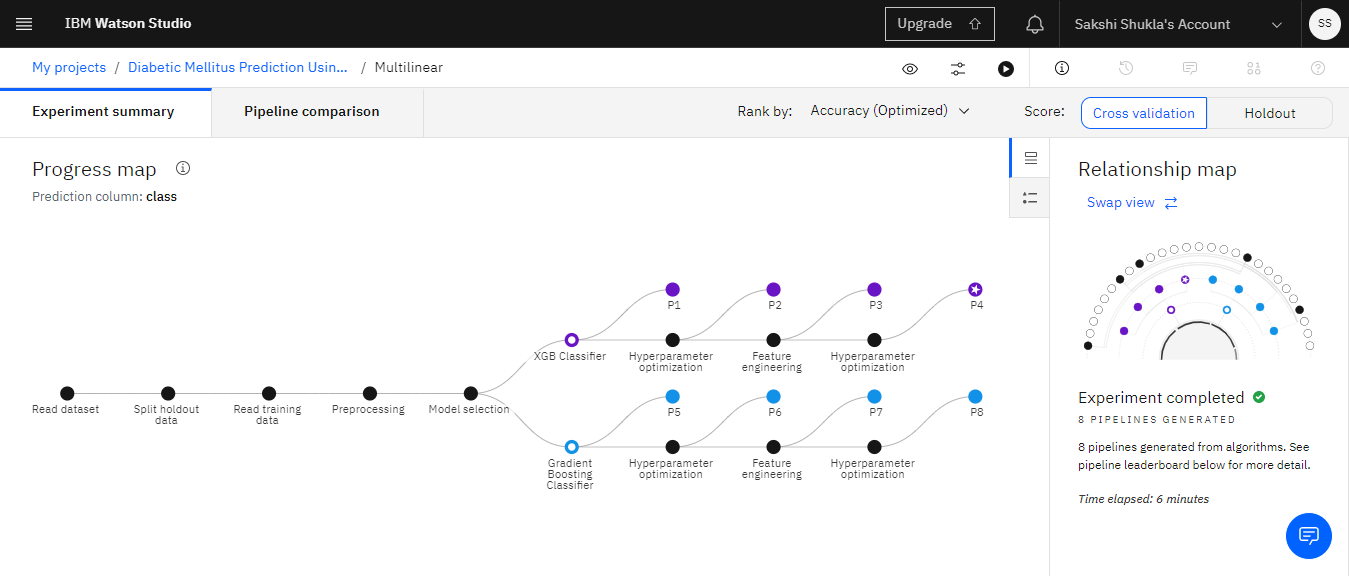 IBM Watson Studio
Upgrade
Sakshi Shukla's Account
SS
My projects / Diabetic Mellitus Prediction Usin... / Multilinear
Experiment summary
Pipeline comparison
Rank by:
Accuracy (Optimized)
Score:
Cross validation
Holdout
Progress map
Prediction column: class
Relationship map
Swap view
P1
P2
P3
P4
XGB Classifier
Hyperparameter
optimization
Feature
engineering
Hyperparameter
optimization
Read dataset
Split holdout
data
Read training
data
Preprocessing
Model selection
P5
P6
P7
P8
Gradient
Boosting
Classifier
Hyperparameter
optimization
Feature
engineering
Hyperparameter
optimization
Experiment completed
8 PIPELINES GENERATED
8 pipelines generated from algorithms. See
pipeline leaderboard below for more detail.
Time elapsed: 6 minutes